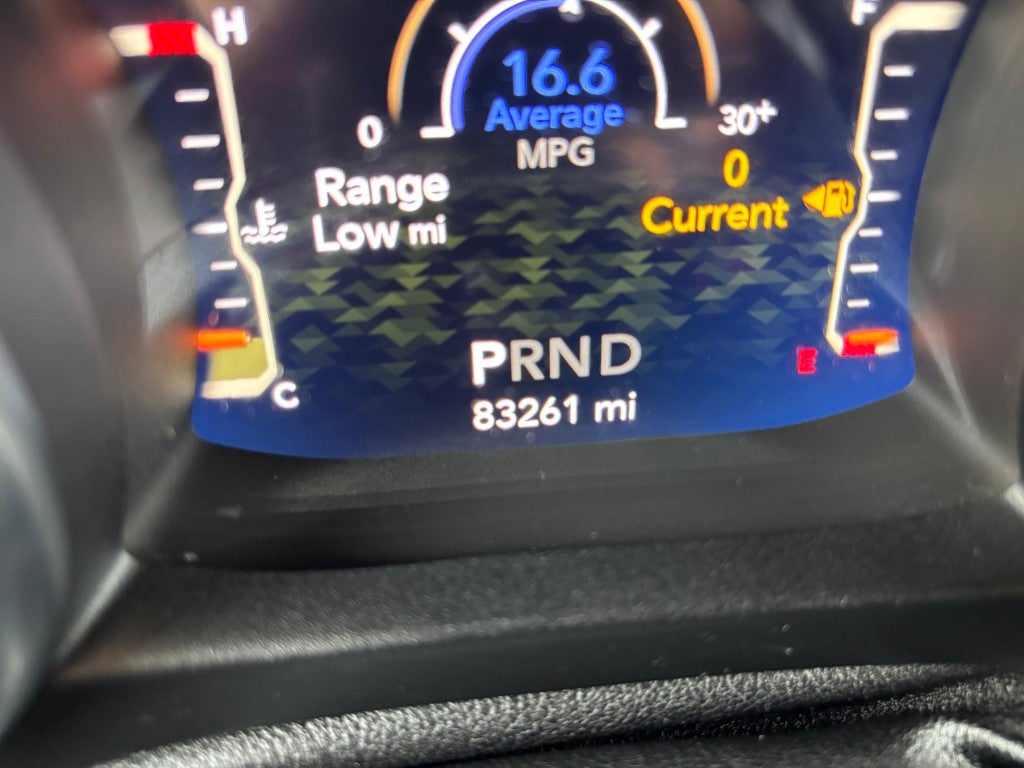 H
F
16.6
Average
MPG
0
30+
Range
Low mi
0
Current
PRND
83261 mi
C
E